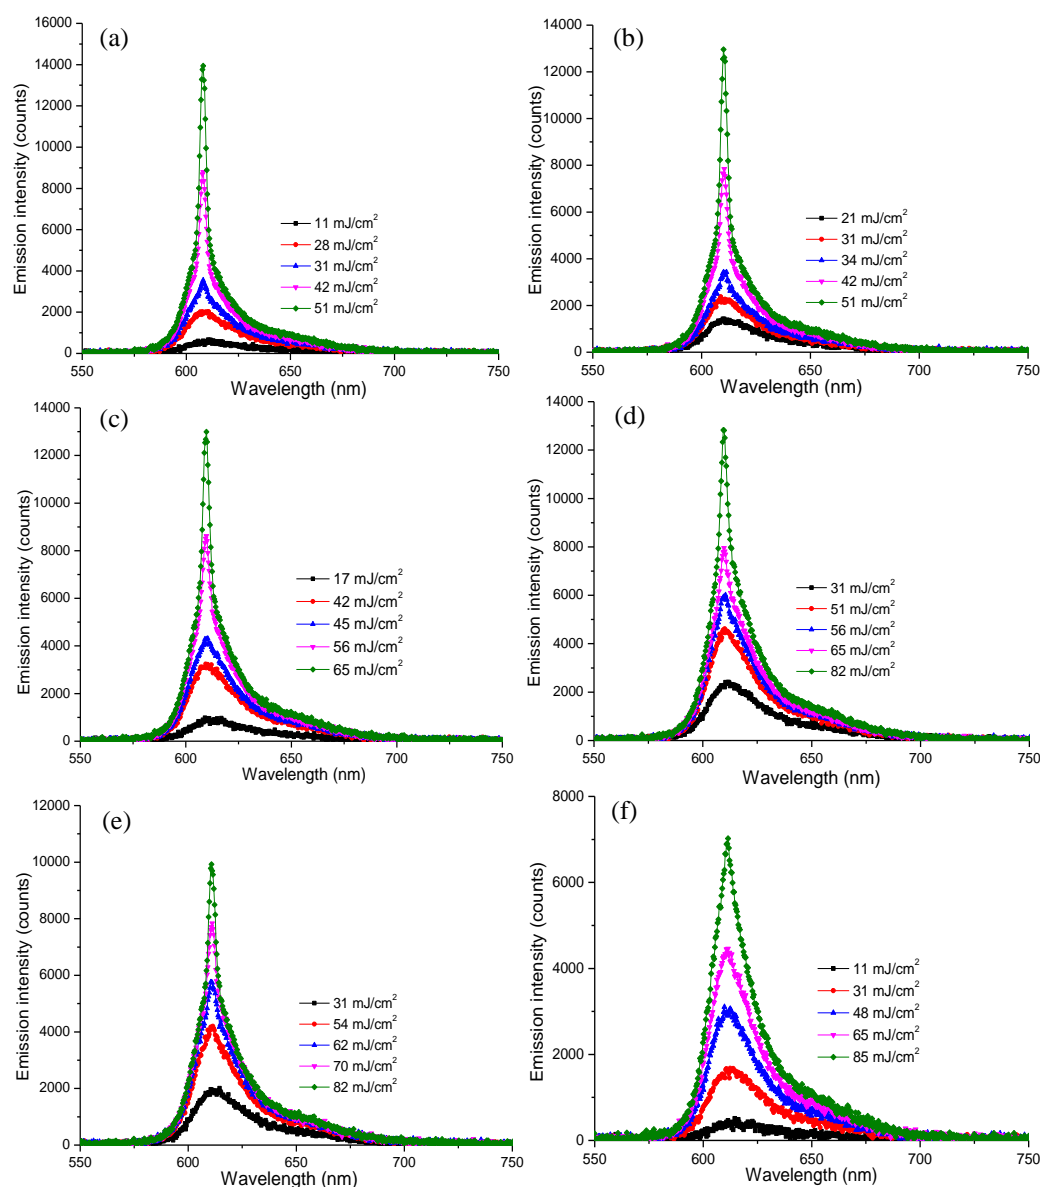 (a)
Emission intensity (counts)
16000
14000
12000
10000
8000
6000
4000
2000
0
11 mJ/cm²
28 mJ/cm²
31 mJ/cm²
42 mJ/cm²
51 mJ/cm²
550 600 650 700 750
Wavelength (nm)
(b)
Emission intensity (counts)
14000
12000
10000
8000
6000
4000
2000
0
21 mJ/cm²
31 mJ/cm²
34 mJ/cm²
42 mJ/cm²
51 mJ/cm²
550 600 650 700 750
Wavelength (nm)
(c)
Emission intensity (counts)
14000
12000
10000
8000
6000
4000
2000
0
17 mJ/cm²
42 mJ/cm²
45 mJ/cm²
56 mJ/cm²
65 mJ/cm²
550 600 650 700 750
Wavelength (nm)
(d)
Emission intensity (counts)
14000
12000
10000
8000
6000
4000
2000
0
31 mJ/cm²
51 mJ/cm²
56 mJ/cm²
65 mJ/cm²
82 mJ/cm²
550 600 650 700 750
Wavelength (nm)
(e)
Emission intensity (counts)
12000
10000
8000
6000
4000
2000
0
31 mJ/cm²
54 mJ/cm²
62 mJ/cm²
70 mJ/cm²
82 mJ/cm²
550 600 650 700 750
Wavelength (nm)
(f)
Emission intensity (counts)
8000
6000
4000
2000
0
11 mJ/cm²
31 mJ/cm²
48 mJ/cm²
65 mJ/cm²
85 mJ/cm²
550 600 650 700 750
Wavelength (nm)